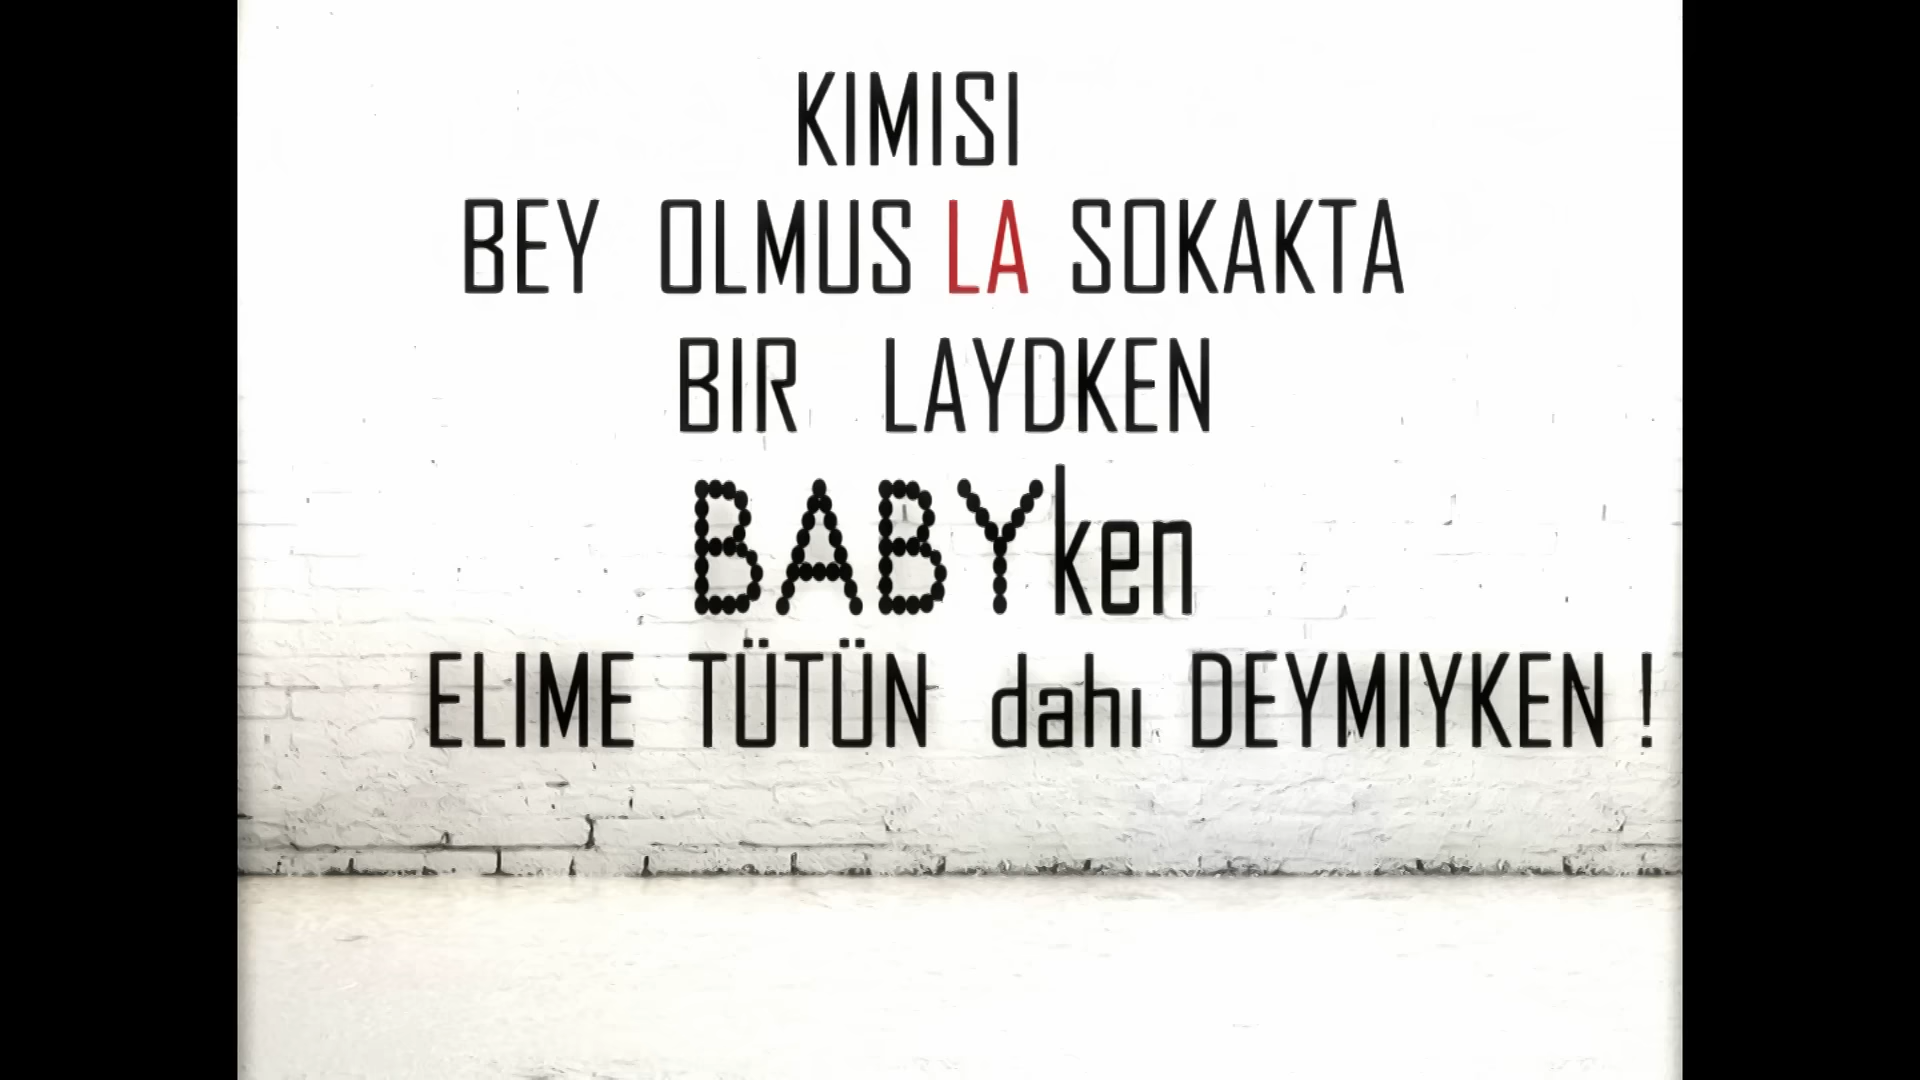 KIMISI
BEY OLMUS LA SOKAKTA
BIR LAYDKEN
BABYken
ELIME TÜTÜN dahı DEYMIYKEN !